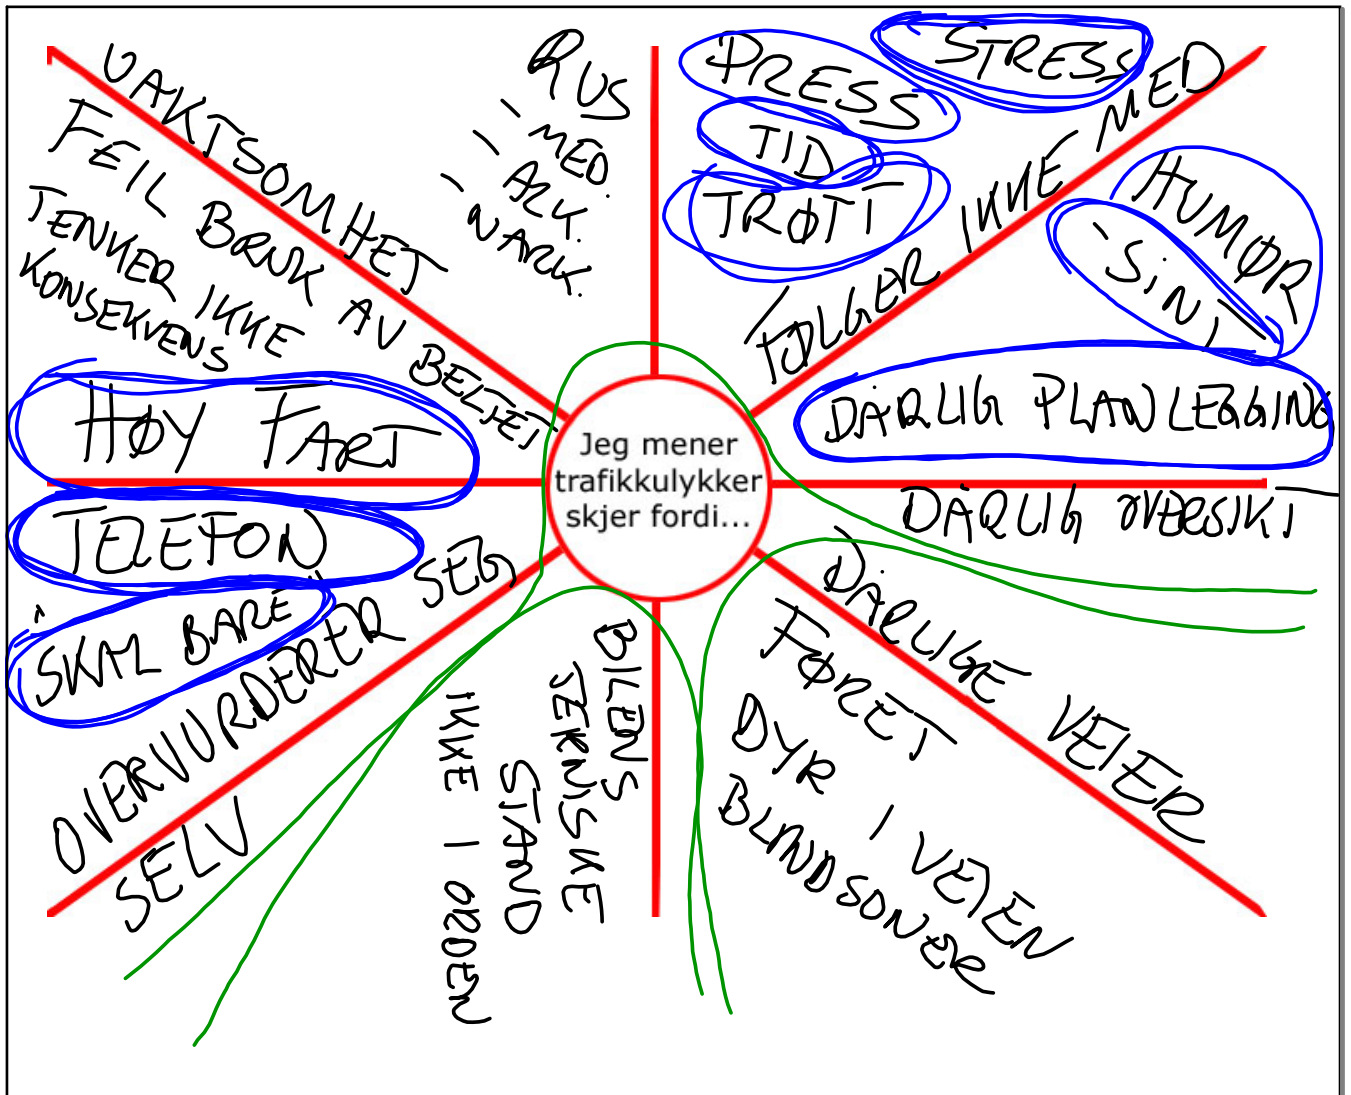 UAKTSOMHET
FEIL BRUK AV BELTET
TENKER IKKE
KONSEKVENS
RUS
- MED.
- ALK.
- NARK.
PRESS
STRESS
TID
TRØTT
FØLGER IKKE MED
HUMØR
- SINT
DÅRLIG PLANLEGGING
HØY FART
Jeg mener
trafikkulykker
skjer fordi...
DÅRLIG OVERSIKT
TELEFON
"SKAL BARE"
OVERVURDERER SEG
SELV
BILENS
TEKNISKE
STAND
IKKE I ORDEN
DÅRLIGE VEIER
FØRET
DYR I VEIEN
BLINDSONER